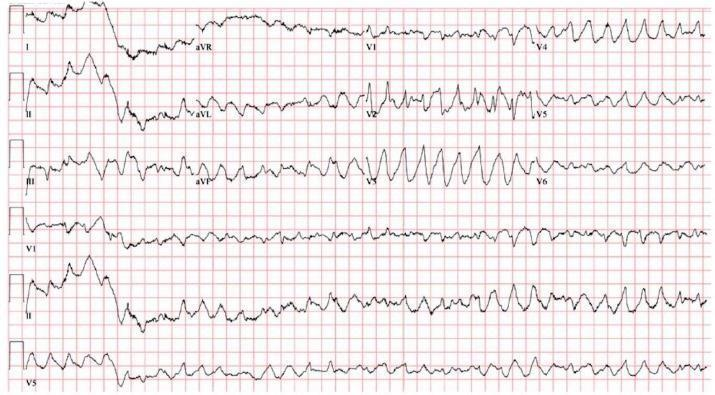 I aVR V1 V4
II aVL V2 V5
III aVF V3 V6
V1
II
V5